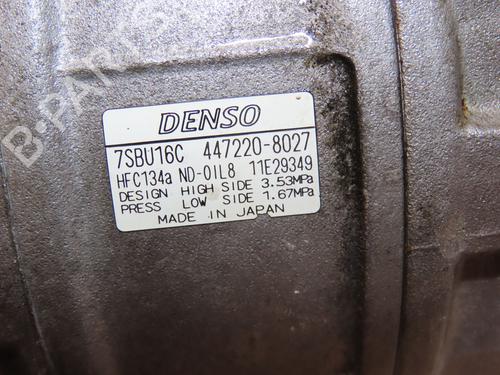 DENSO
7SBU16C 447220-8027
HFC134a ND-OIL8 11E29349
DESIGN HIGH SIDE 3.53MPa
PRESS LOW SIDE 1.67MPa
MADE IN JAPAN